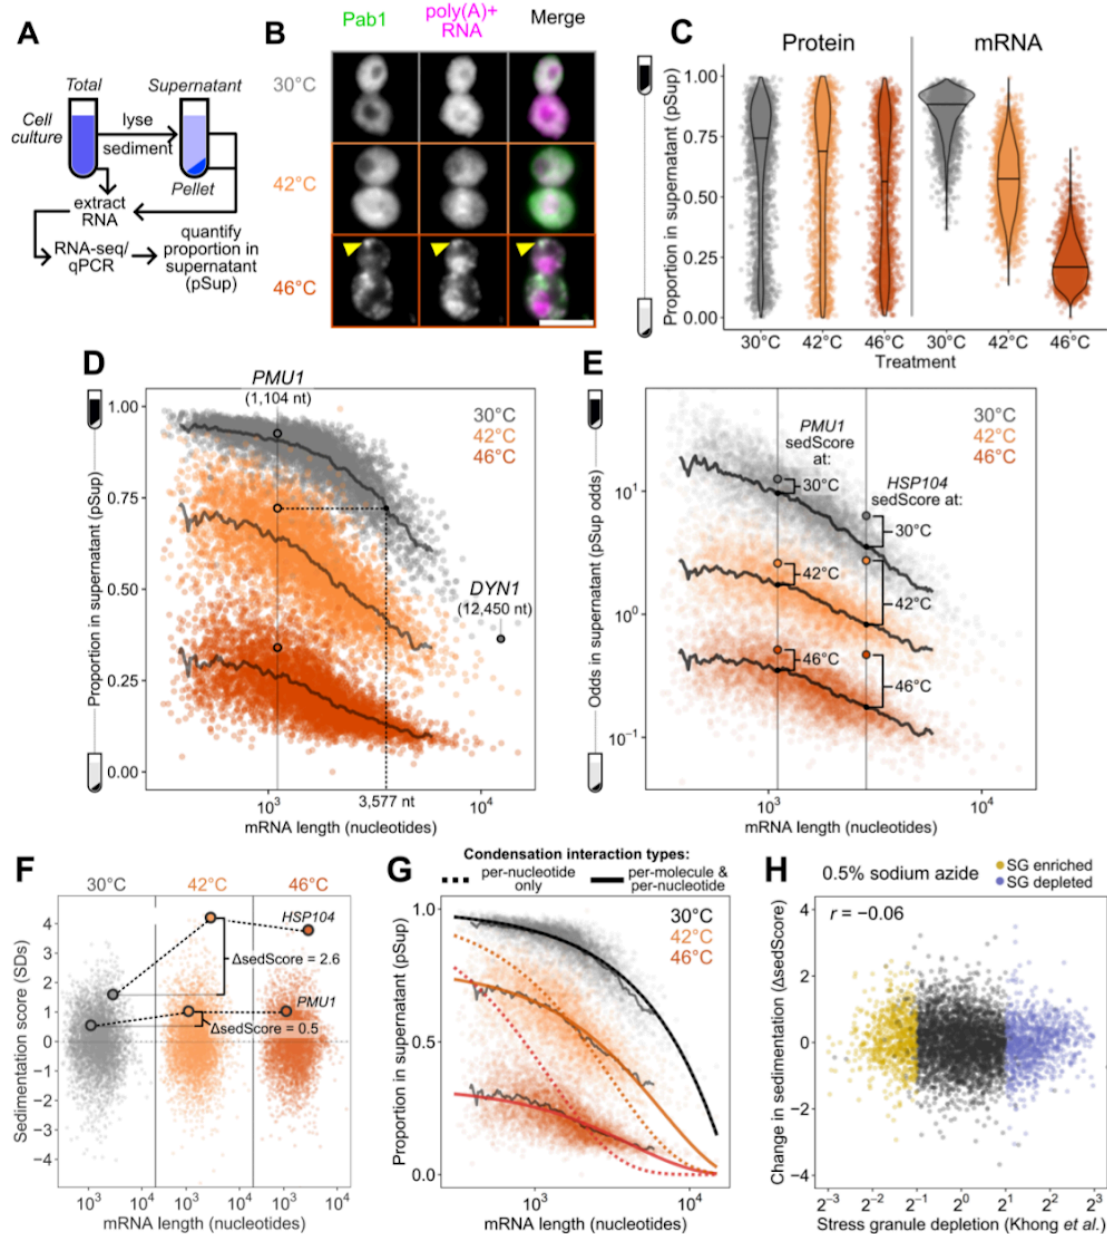 A
Total
Supernatant
Cell
culture
lyse
sediment
Pellet
extract
RNA
RNA-seq/
qPCR
quantify
proportion in
supernatant
(pSup)
B
Pab1
poly(A)+
RNA
Merge
30°C
42°C
46°C
C
Protein
mRNA
Proportion in supernatant (pSup)
1.00
0.75
0.50
0.25
0.00
30°C 42°C 46°C 30°C 42°C 46°C
Treatment
D
PMU1
(1,104 nt)
30°C
42°C
46°C
DYN1
(12,450 nt)
Proportion in supernatant (pSup)
1.00
0.75
0.50
0.25
0.00
10³
3,577 nt
10⁴
mRNA length (nucleotides)
E
PMU1
sedScore
at:
30°C
42°C
46°C
HSP104
sedScore at:
30°C
42°C
46°C
30°C
42°C
46°C
Odds in supernatant (pSup odds)
10¹
10⁰
10⁻¹
10³
10⁴
mRNA length (nucleotides)
F
30°C 42°C 46°C
HSP104
ΔsedScore = 2.6
PMU1
ΔsedScore = 0.5
Sedimentation score (SDs)
4
3
2
1
0
−1
−2
−3
−4
10³ 10⁴ 10³ 10⁴ 10³ 10⁴
mRNA length (nucleotides)
G
Condensation interaction types:
per-nucleotide
only
per-molecule &
per-nucleotide
30°C
42°C
46°C
Proportion in supernatant (pSup)
1.0
0.5
0.0
10³
10⁴
mRNA length (nucleotides)
H
0.5% sodium azide
SG enriched
SG depleted
r = −0.06
Change in sedimentation (ΔsedScore)
4
2
0
−2
−4
2⁻³ 2⁻² 2⁻¹ 2⁰ 2¹ 2² 2³
Stress granule depletion (Khong et al.)